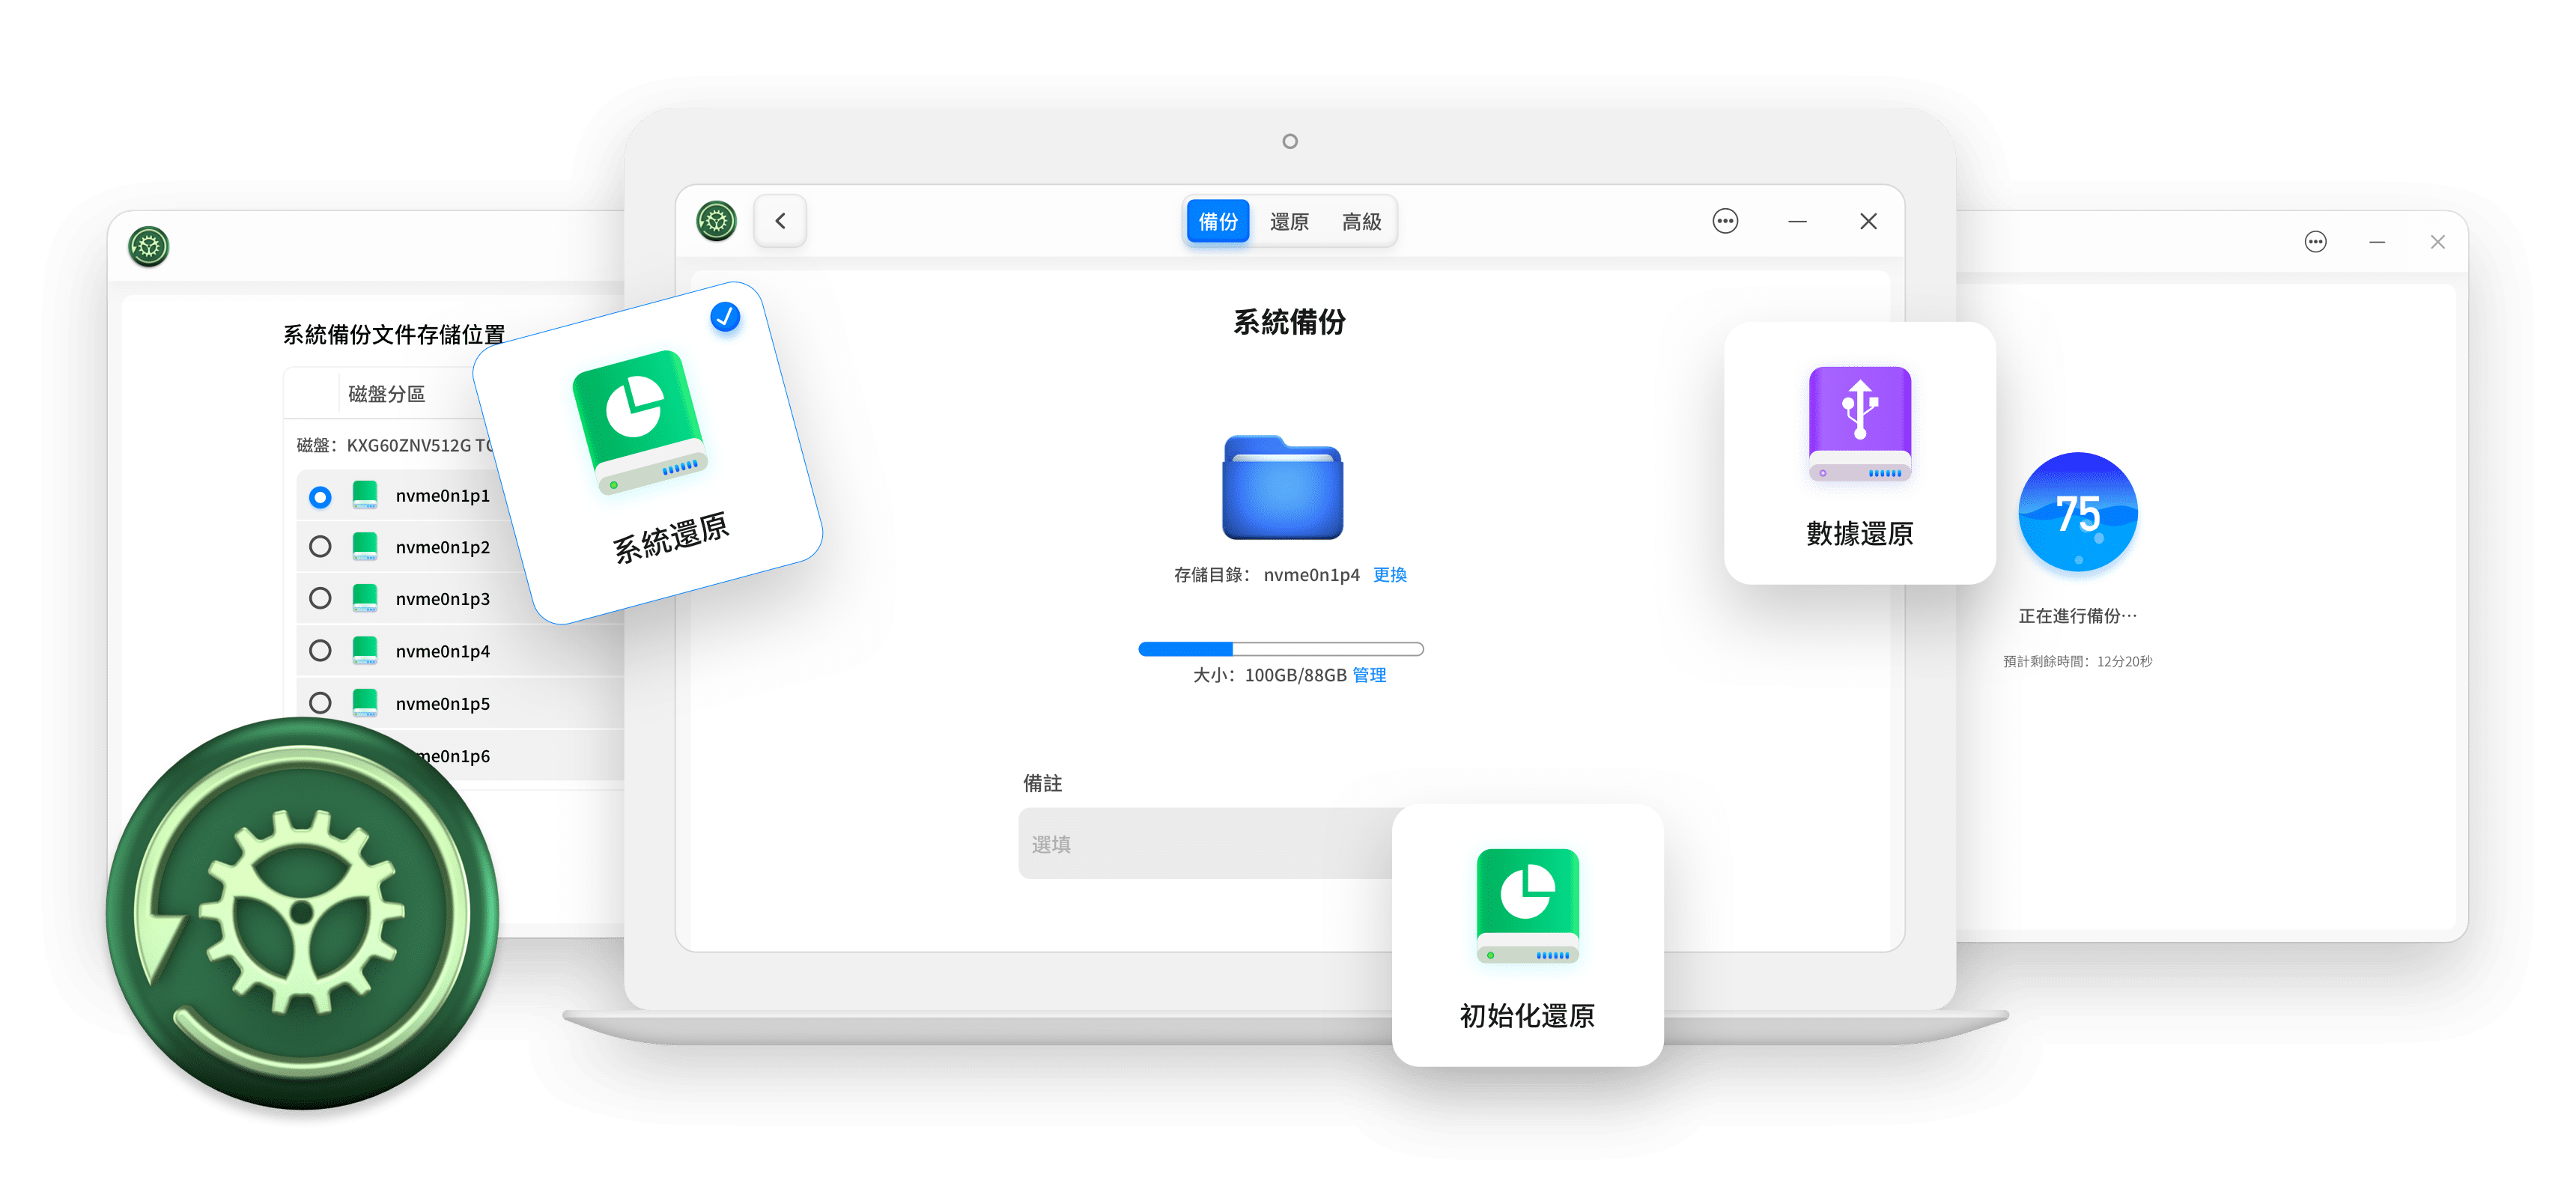 系統備份文件存儲位置
磁盤分區
磁盤：KXG60ZNV512G
nvme0n1p1
nvme0n1p2
nvme0n1p3
nvme0n1p4
nvme0n1p5
me0n1p6
系統還原
備份 還原 高級
系統備份
存儲目錄： nvme0n1p4 更換
大小：100GB/88GB 管理
備註
選填
數據還原
初始化還原
75
正在進行備份···
預計剩餘時間：12分20秒